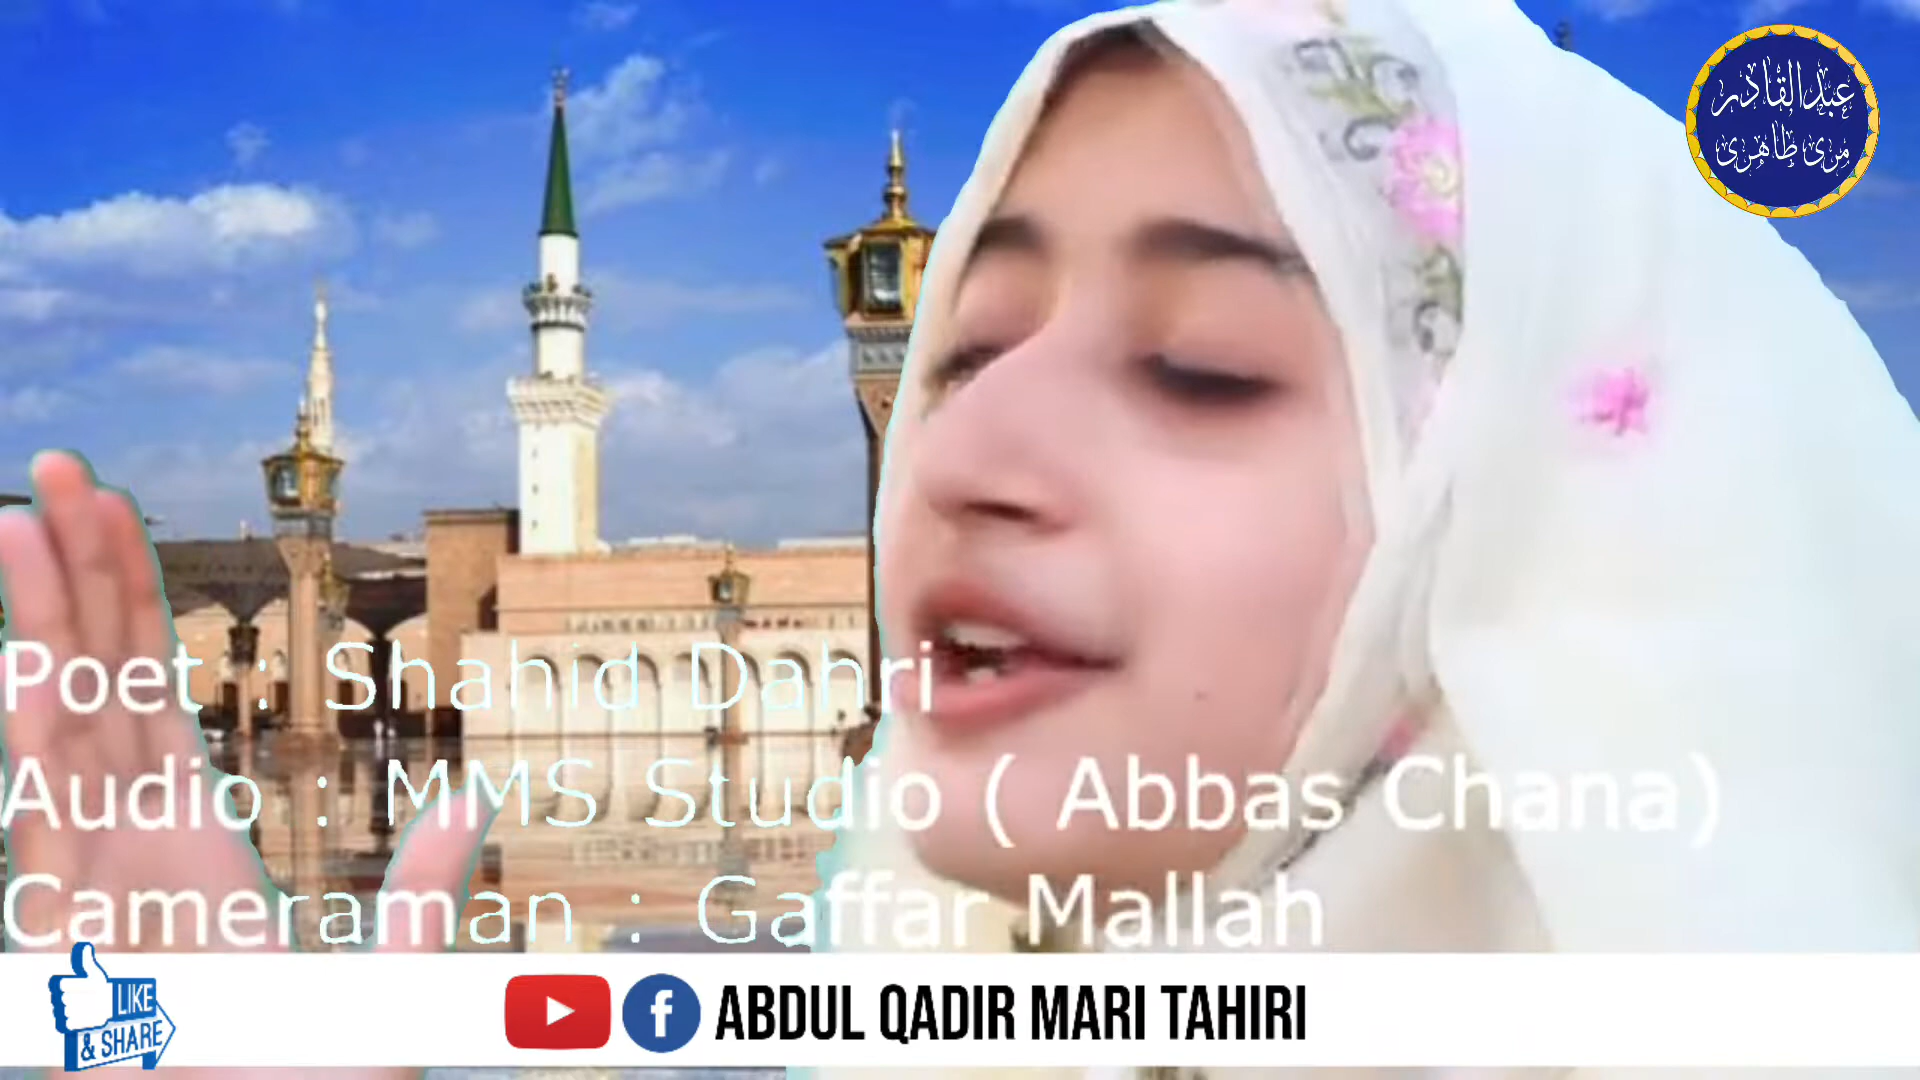 عبدالقادر
مری طاهری
Poet : Shahid Dahri
Audio : MMS Studio ( Abbas Chana)
Cameraman : Gaffar Mallah
LIKE
& SHARE
ABDUL QADIR MARI TAHIRI